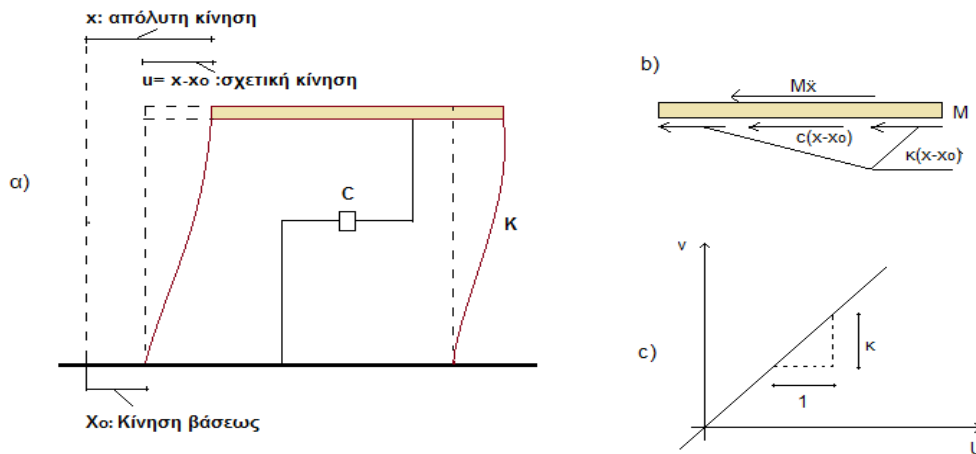 x: απόλυτη κίνηση
u= x-xo :σχετική κίνηση
α)
C
K
Xo: Κίνηση βάσεως
b)
Mẍ
M
c(x-xo)
κ(x-xo)
v
c)
κ
1
U